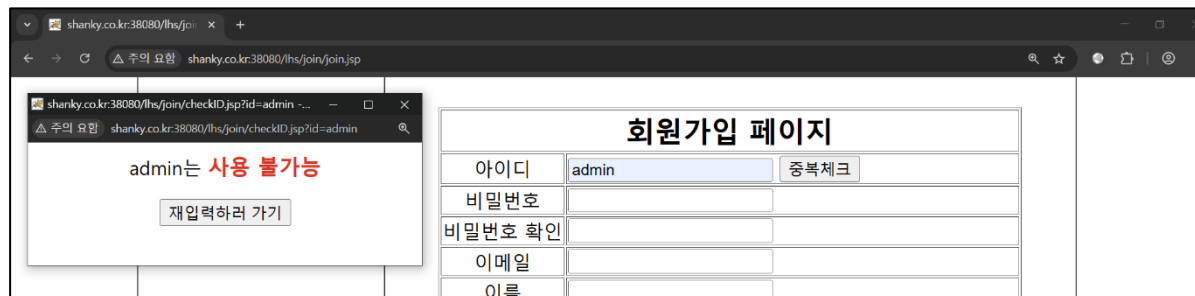 shanky.co.kr:38080/lhs/joi
주의 요함 shanky.co.kr:38080/lhs/join/join.jsp
shanky.co.kr:38080/lhs/join/checkID.jsp?id=admin -...
주의 요함 shanky.co.kr:38080/lhs/join/checkID.jsp?id=admin
admin는 사용 불가능
재입력하러 가기
회원가입 페이지
아이디 admin 중복체크
비밀번호
비밀번호 확인
이메일
이름